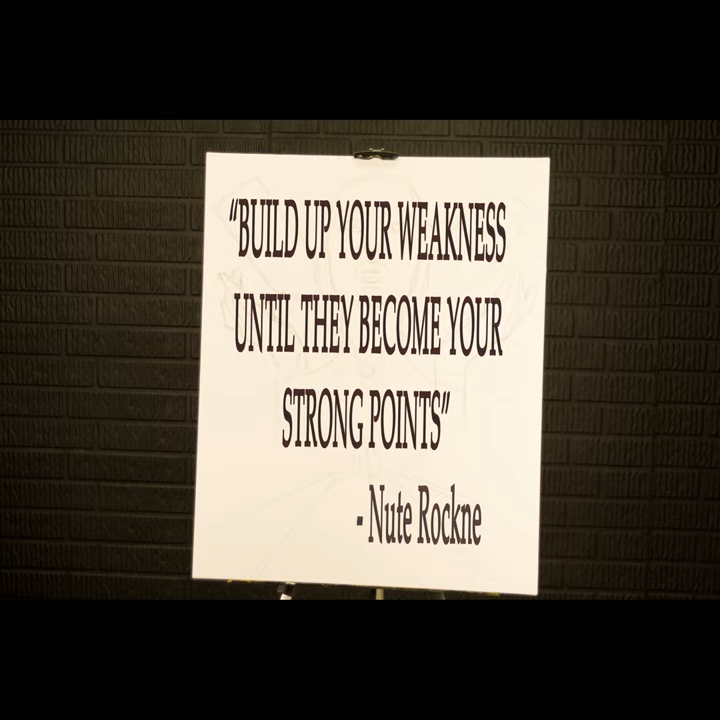 “BUILD UP YOUR WEAKNESS
UNTIL THEY BECOME YOUR
STRONG POINTS”
- Nute Rockne